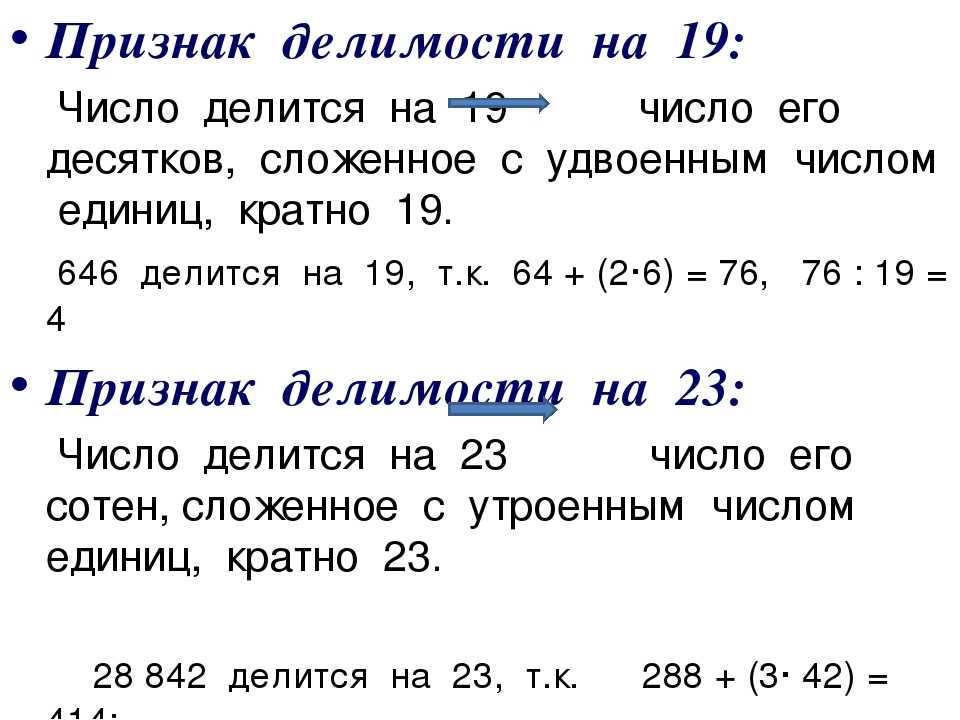 • Признак делимости на 19:
Число делится на 19 число его
десятков, сложенное с удвоенным числом
единиц, кратно 19.
646 делится на 19, т.к. 64 + (2·6) = 76, 76 : 19 =
4
• Признак делимости на 23:
Число делится на 23 число его
сотен, сложенное с утроенным числом
единиц, кратно 23.
28 842 делится на 23, т.к. 288 + (3· 42) =
414;